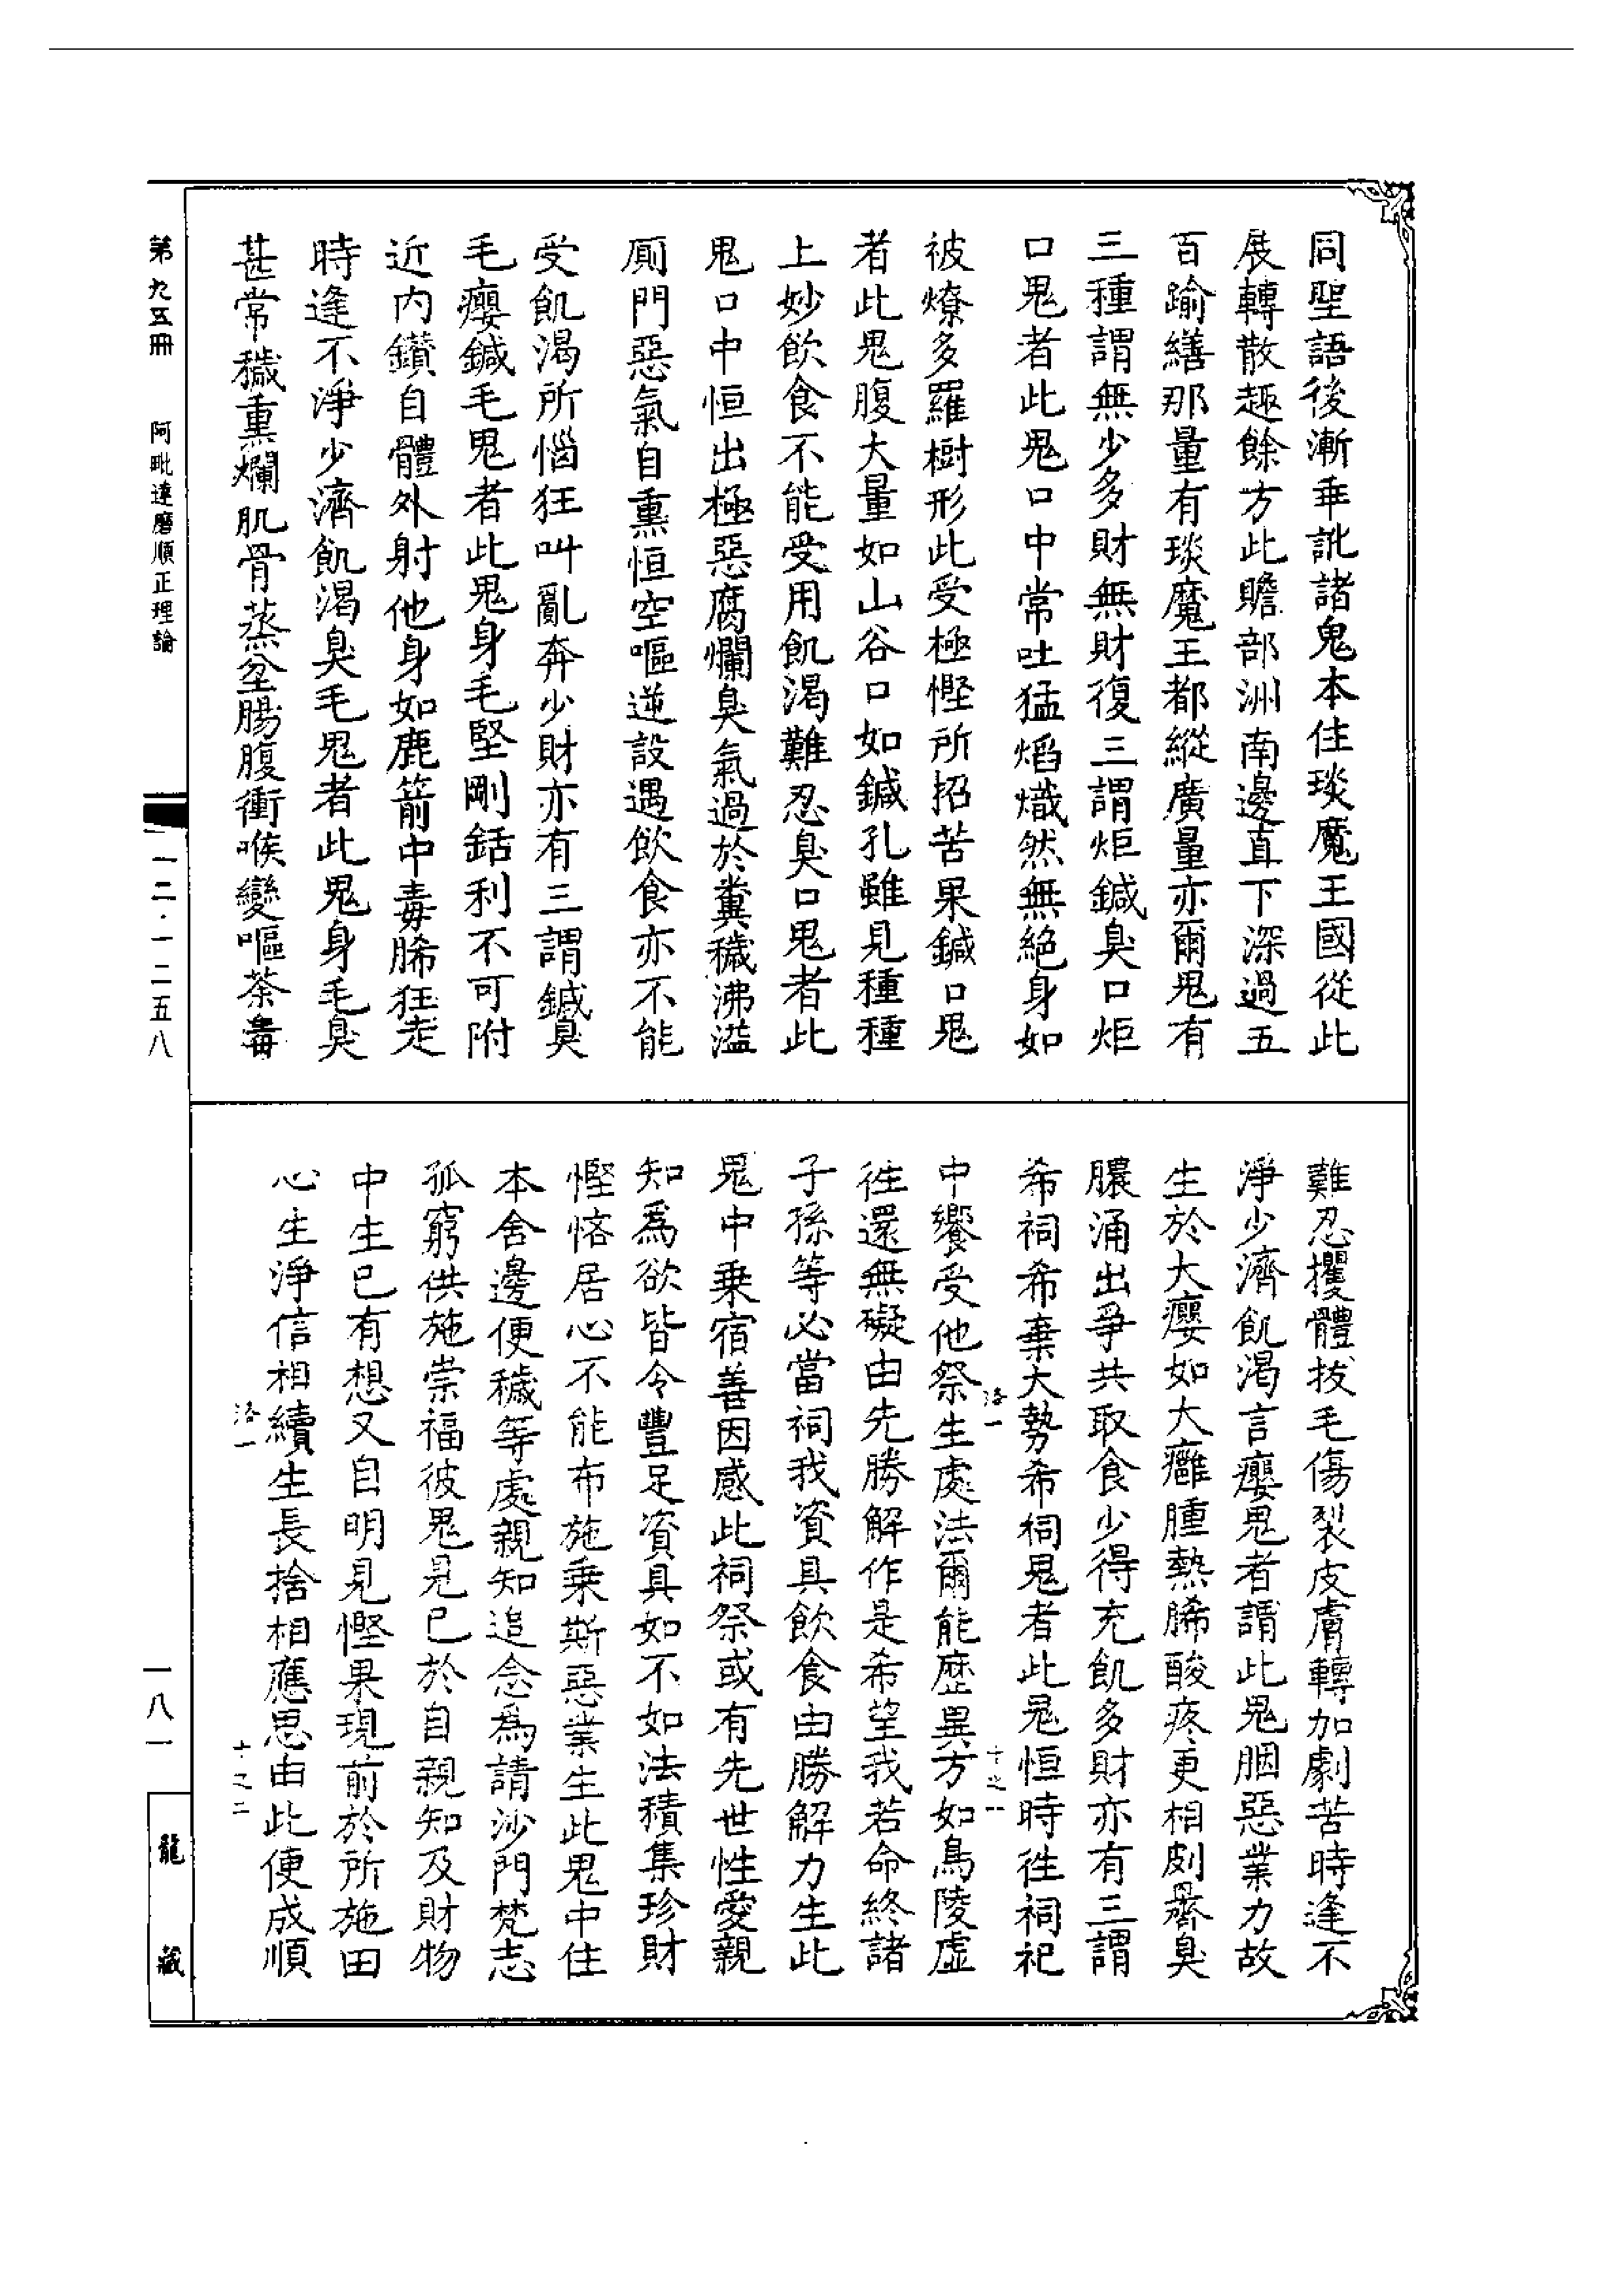 同聖語後漸乖訛諸鬼本住琰魔王國從此
展轉散趣餘方此贍部洲南邊直下深過五
百踰繕那量有琰魔王都縱廣量亦爾鬼有
三種謂無少多財無財復三謂炬鍼臭口炬
口鬼者此鬼口中常吐猛熖熾然無絕身如
被燎多羅樹形此受極慳所招苦果鍼口鬼
者此鬼腹大量如山谷口如鍼孔雖見種種
上妙飲食不能受用飢渴難忍臭口鬼者此
鬼口中恒出極惡腐爛臭氣過於糞穢沸溢
廁門惡氣自熏恒空嘔逆設遇飲食亦不能
受飢渴所惱狂叫亂奔少財亦有三謂鍼臭
毛癭鍼毛鬼者此鬼身毛堅剛銛利不可附
近內鑽自體外射他身如鹿箭中毒𢙿狂走
時逢不淨少濟飢渴臭毛鬼者此鬼身毛臭
甚常穢熏爛肌骨蒸坌腸腹衝喉變嘔荼毒
難忍攫體拔毛傷裂皮膚轉加劇苦時逢不
淨少濟飢渴言癭鬼者謂此鬼咽惡業力故
生於大癭如大癰腫熱晞酸疼更相剫𪗇臭
膿涌出爭共取食少得充飢多財亦有三謂
希祠希棄大勢希祠鬼者此鬼恒時往祠祀
中饗受他祭生處法爾能歷異方如鳥陵虛
往還無礙由先勝解作是希望我若命終諸
子孫等必當祠我資具飲食由勝解力生此
鬼中乗宿善因感此祠祭或有先世性愛親
知爲欲皆令豐足資具如不如法積集珍財
慳悋居心不能布施乗斯惡業生此鬼中住
本舍邊便穢等處親知追念爲請沙門梵志
孤窮供施崇福彼鬼見已於自親知及財物
中生已有想又自明見慳果現前於所施田
心生淨信相續生長捨相應思由此便成順
洛一
十之一
洛一
十之二
第九五冊
阿毗達磨順正理論
一二·一二五八
一八一
龍藏